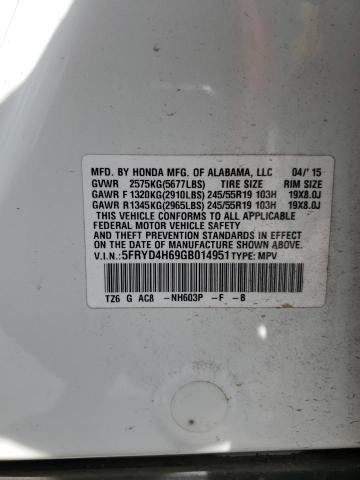 MFD. BY HONDA MFG. OF ALABAMA, LLC 04/'15
GVWR 2575KG(5677LBS) TIRE SIZE RIM SIZE
GAWR F 1320KG(2910LBS) 245/55R19 103H 19X8.0J
GAWR R1345KG(2965LBS) 245/55R19 103H 19X8.0J
THIS VEHICLE CONFORMS TO ALL APPLICABLE
FEDERAL MOTOR VEHICLE SAFETY
AND THEFT PREVENTION STANDARDS IN EFFECT
ON THE DATE OF MANUFACTURE SHOWN ABOVE.
V.I.N.:5FRYD4H69GB014951 TYPE: MPV
TZ6 G AC8 -NH603P -F -B